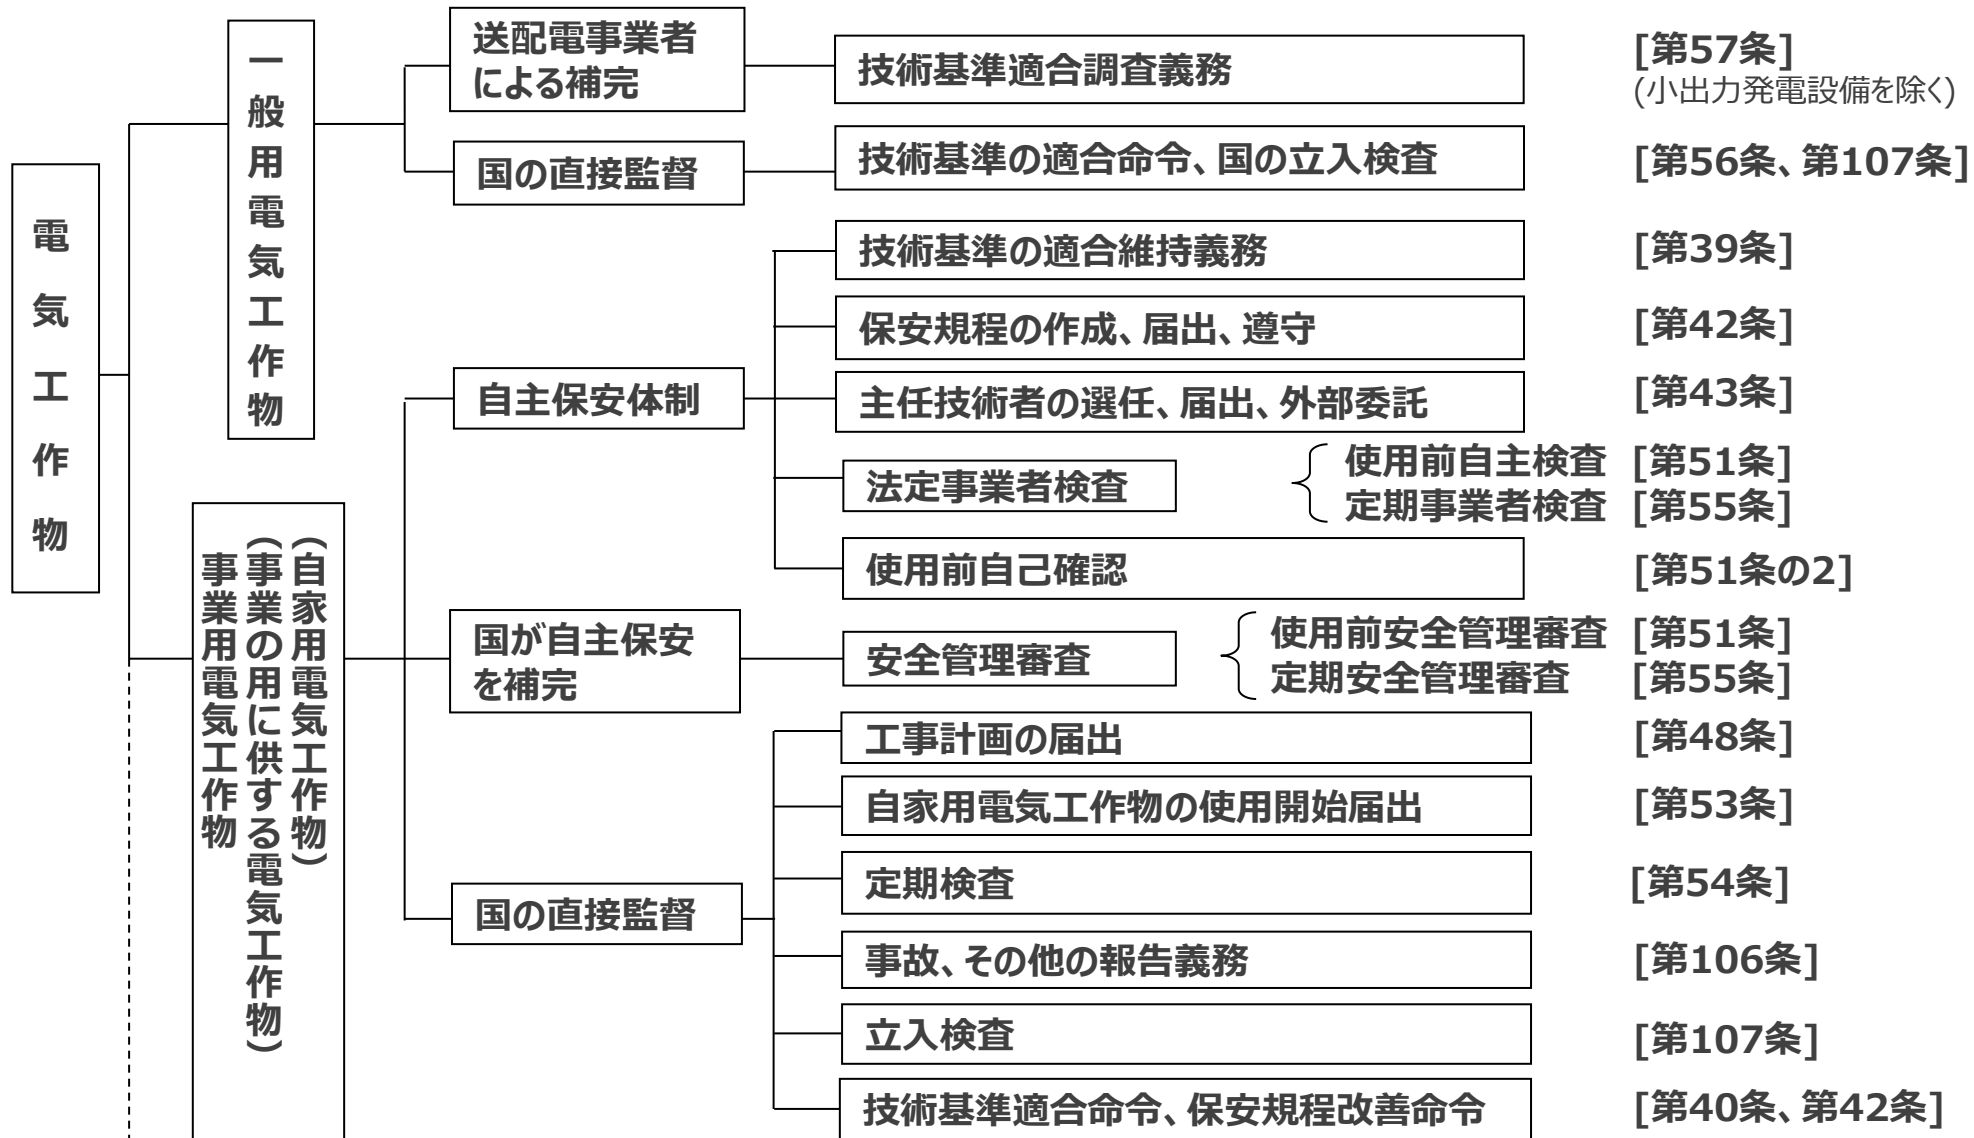 電気工作物
一般用電気工作物
送配電事業者
による補完
技術基準適合調査義務
[第57条]
(小出力発電設備を除く)
国の直接監督
技術基準の適合命令、国の立入検査
[第56条、第107条]
事業用電気工作物
(事業の用に供する電気工作物)
(自家用電気工作物)
自主保安体制
技術基準の適合維持義務
[第39条]
保安規程の作成、届出、遵守
[第42条]
主任技術者の選任、届出、外部委託
[第43条]
法定事業者検査
使用前自主検査 [第51条]
定期事業者検査 [第55条]
使用前自己確認
[第51条の2]
国が自主保安
を補完
安全管理審査
使用前安全管理審査 [第51条]
定期安全管理審査 [第55条]
国の直接監督
工事計画の届出
[第48条]
自家用電気工作物の使用開始届出
[第53条]
定期検査
[第54条]
事故、その他の報告義務
[第106条]
立入検査
[第107条]
技術基準適合命令、保安規程改善命令
[第40条、第42条]